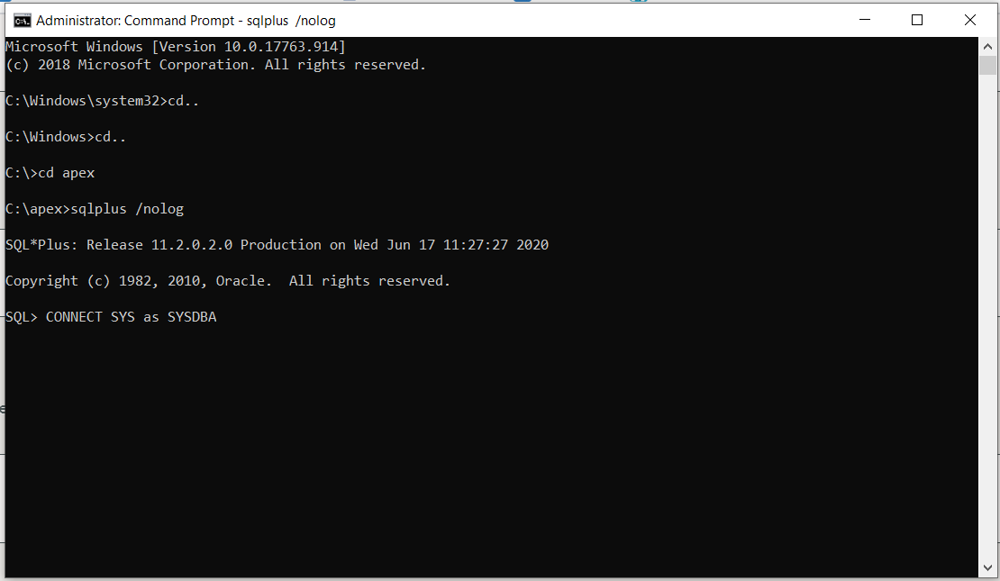 Administrator: Command Prompt - sqlplus  /nolog
Microsoft Windows [Version 10.0.17763.914]
(c) 2018 Microsoft Corporation. All rights reserved.
C:\Windows\system32>cd..
C:\Windows>cd..
C:\>cd apex
C:\apex>sqlplus /nolog
SQL*Plus: Release 11.2.0.2.0 Production on Wed Jun 17 11:27:27 2020
Copyright (c) 1982, 2010, Oracle.  All rights reserved.
SQL> CONNECT SYS as SYSDBA